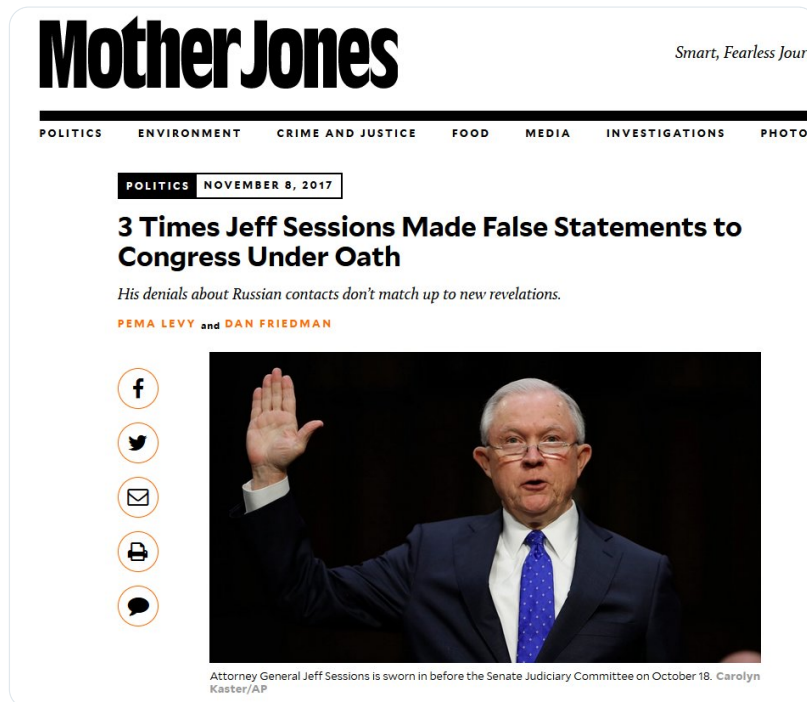 Mother Jones
Smart, Fearless Jour
POLITICS ENVIRONMENT CRIME AND JUSTICE FOOD MEDIA INVESTIGATIONS PHOTO
POLITICS NOVEMBER 8, 2017
3 Times Jeff Sessions Made False Statements to
Congress Under Oath
His denials about Russian contacts don’t match up to new revelations.
PEMA LEVY and DAN FRIEDMAN
Attorney General Jeff Sessions is sworn in before the Senate Judiciary Committee on October 18. Carolyn
Kaster/AP